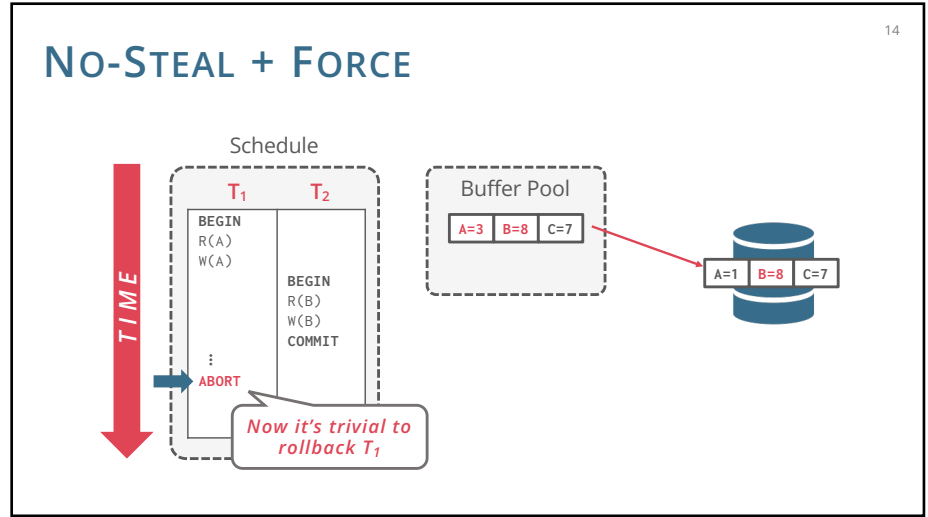 14
NO-STEAL + FORCE
Schedule
TIME
T1
T2
BEGIN
R(A)
W(A)
⋮
ABORT
BEGIN
R(B)
W(B)
COMMIT
Now it's trivial to
rollback T1
Buffer Pool
A=3 B=8 C=7
A=1 B=8 C=7